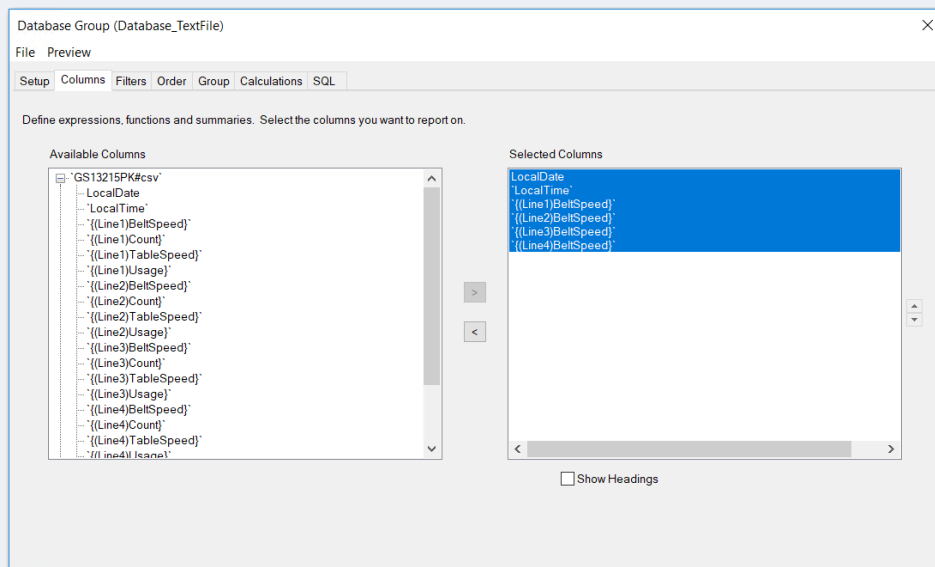 Database Group (Database_TextFile)
File Preview
Setup Columns Filters Order Group Calculations SQL
Define expressions, functions and summaries. Select the columns you want to report on.
Available Columns
`GS13215PK#csv`
LocalDate
`LocalTime`
`{(Line1)BeltSpeed}`
`{(Line1)Count}`
`{(Line1)TableSpeed}`
`{(Line1)Usage}`
`{(Line2)BeltSpeed}`
`{(Line2)Count}`
`{(Line2)TableSpeed}`
`{(Line2)Usage}`
`{(Line3)BeltSpeed}`
`{(Line3)Count}`
`{(Line3)TableSpeed}`
`{(Line3)Usage}`
`{(Line4)BeltSpeed}`
`{(Line4)Count}`
`{(Line4)TableSpeed}`
`{(Line4)Usage}`
>
<
Selected Columns
LocalDate
`LocalTime`
`{(Line1)BeltSpeed}`
`{(Line2)BeltSpeed}`
`{(Line3)BeltSpeed}`
`{(Line4)BeltSpeed}`
Show Headings